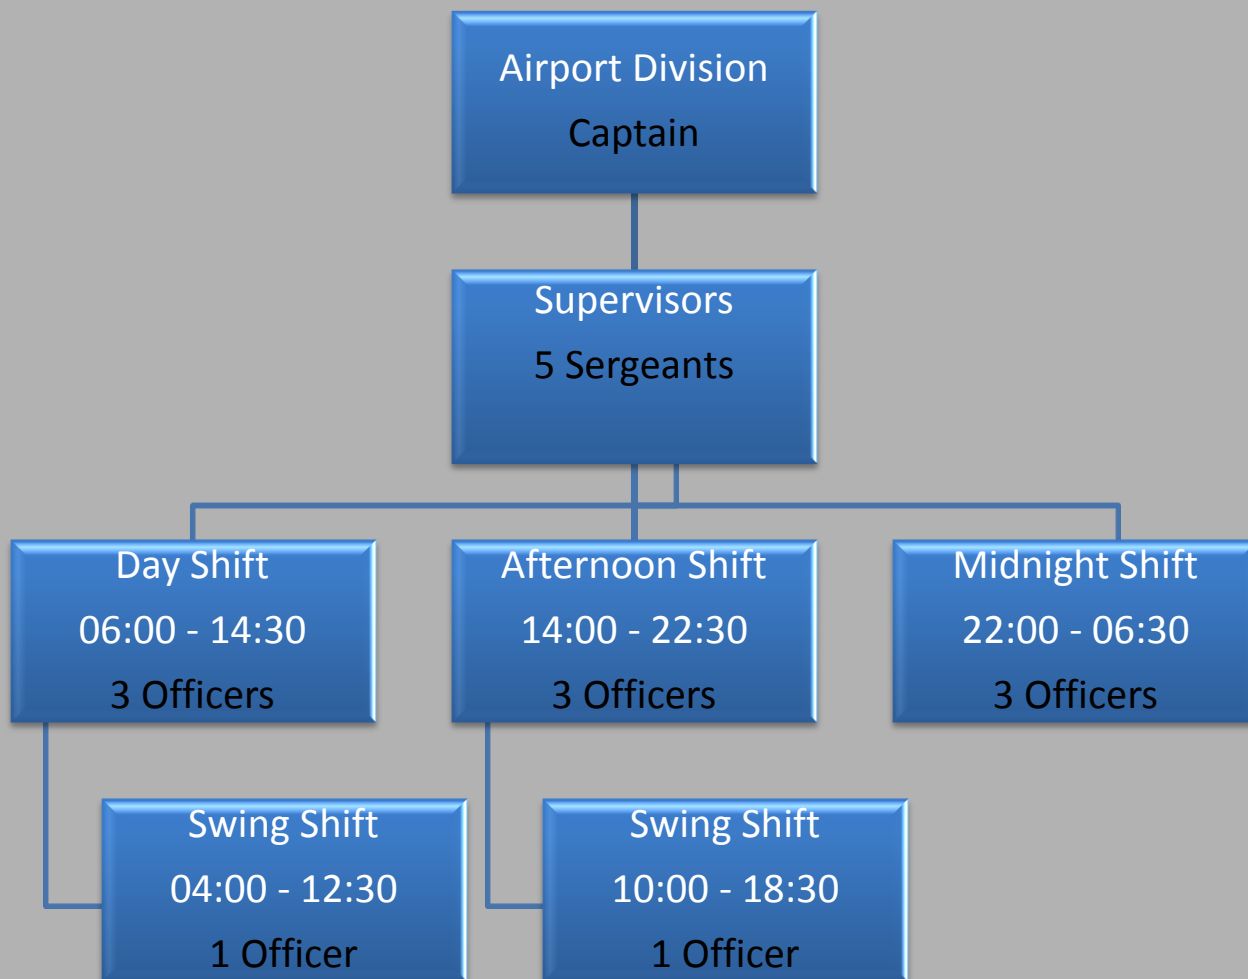 Airport Division
Captain
Supervisors
5 Sergeants
Day Shift
06:00 - 14:30
3 Officers
Afternoon Shift
14:00 - 22:30
3 Officers
Midnight Shift
22:00 - 06:30
3 Officers
Swing Shift
04:00 - 12:30
1 Officer
Swing Shift
10:00 - 18:30
1 Officer